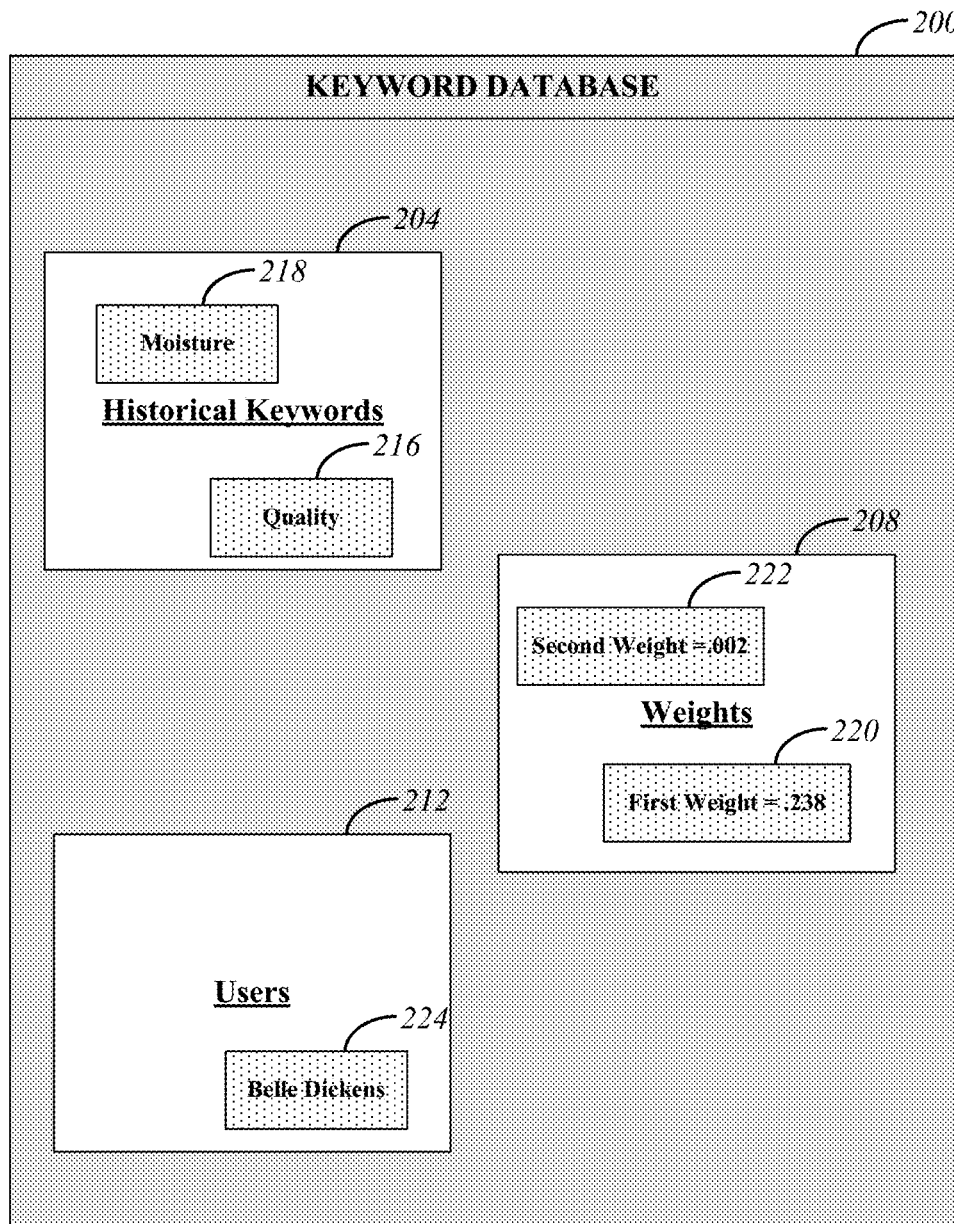 200
KEYWORD DATABASE
204
218
Moisture
Historical Keywords
216
Quality
208
222
Second Weight =.002
Weights
220
First Weight = .238
212
Users
224
Belle Dickens